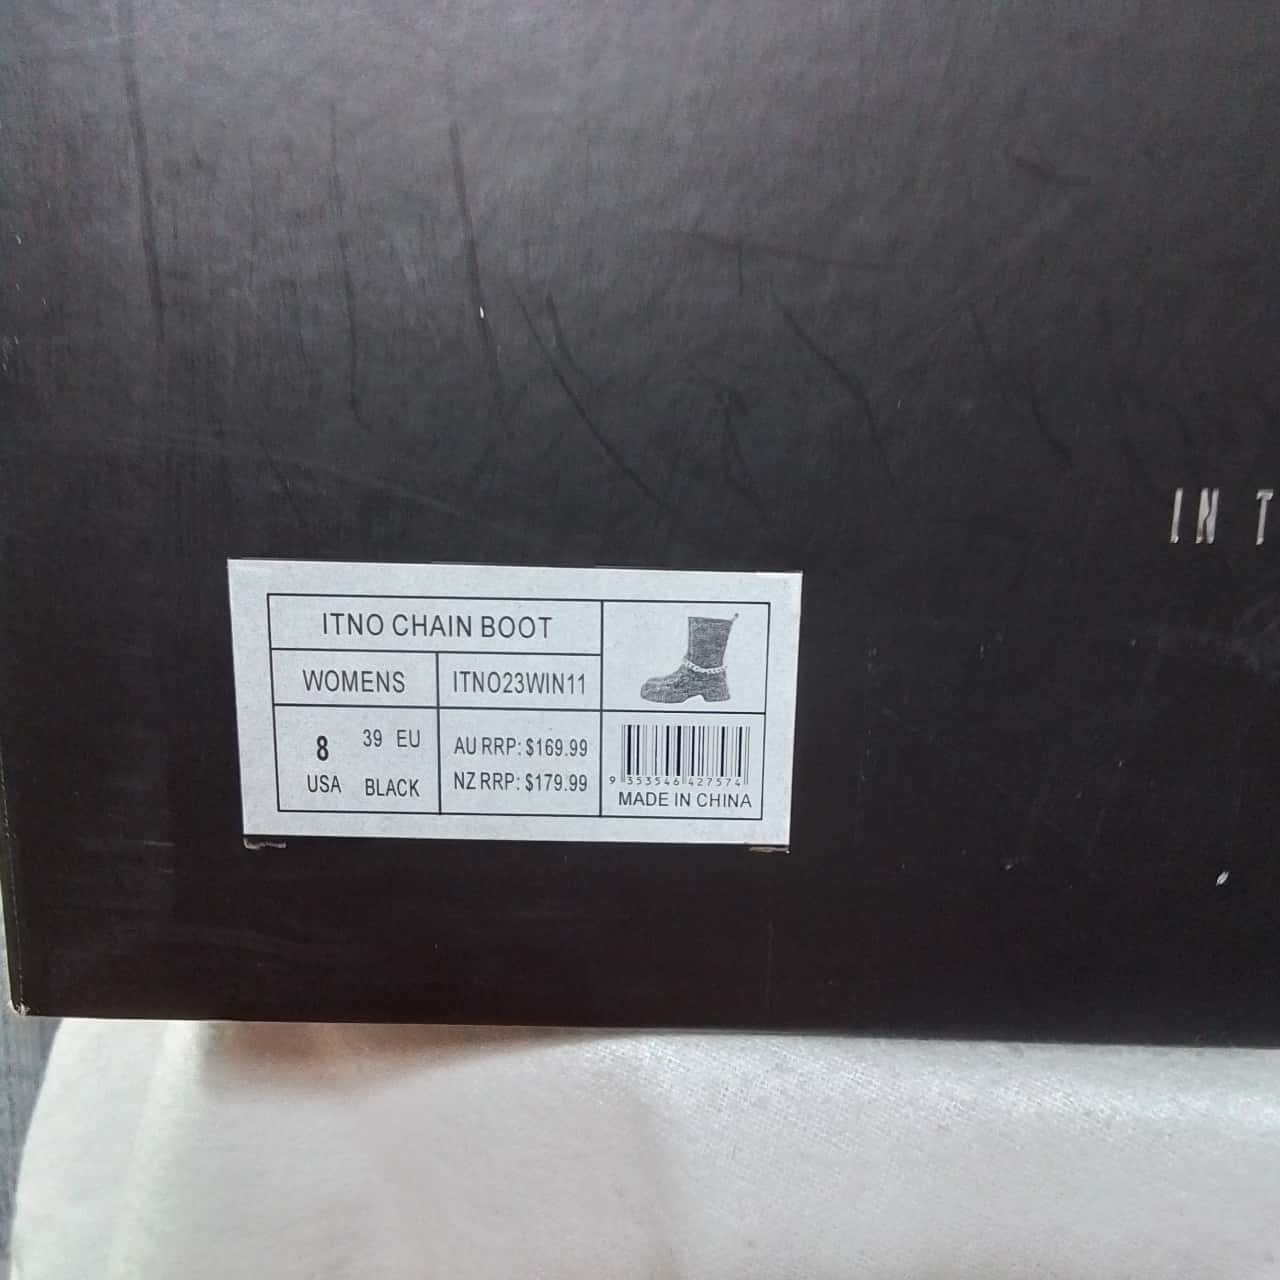 IN T
ITNO CHAIN BOOT
WOMENS
ITNO23WIN11
8
39 EU
USA
BLACK
AU RRP: $169.99
NZ RRP: $179.99
9 353546 427574
MADE IN CHINA